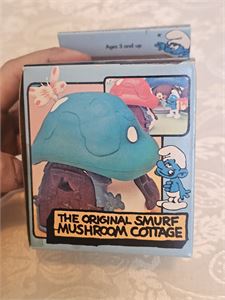 Ages 3 and up
THE ORIGINAL SMURF
MUSHROOM COTTAGE